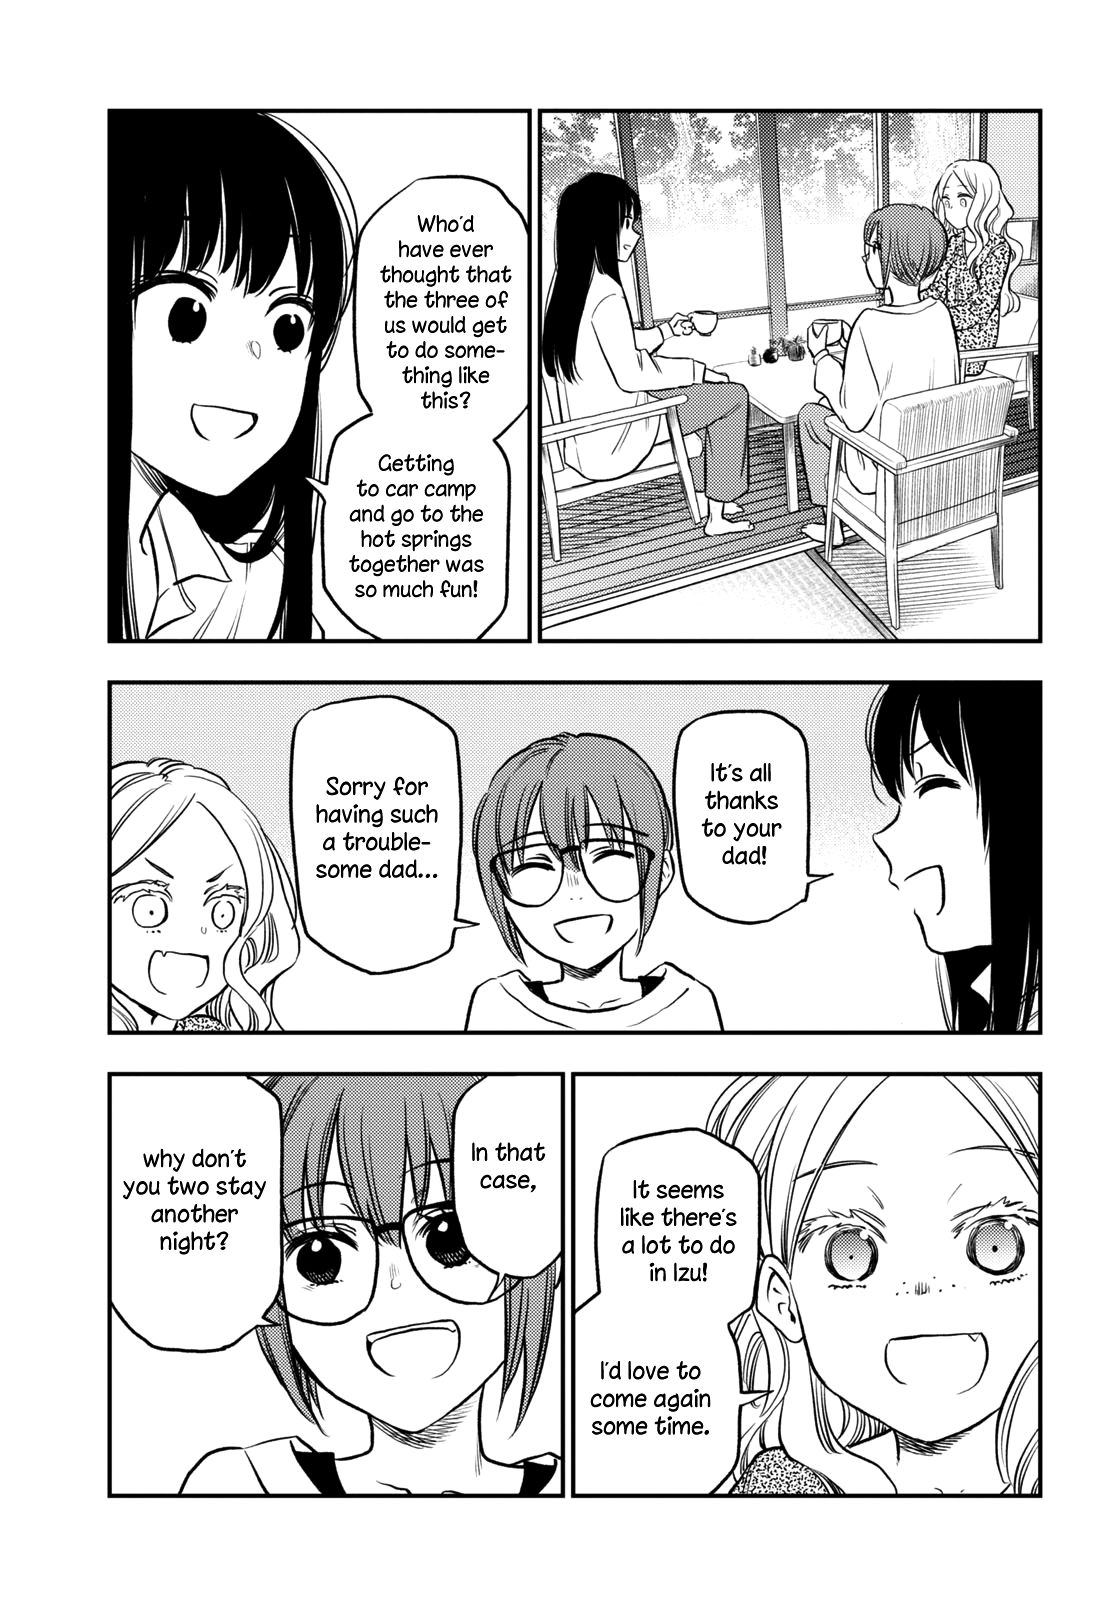 Who'd
have ever
thought that
the three of
us would get
to do some-
thing like
this?
Getting
to car camp
and go to the
hot springs
together was
so much fun!
It's all
thanks
to your
dad!
Sorry for
having such
a trouble-
some dad...
It seems
like there's
a lot to do
in Izu!
I'd love to
come again
some time.
In that
case,
why don't
you two stay
another
night?